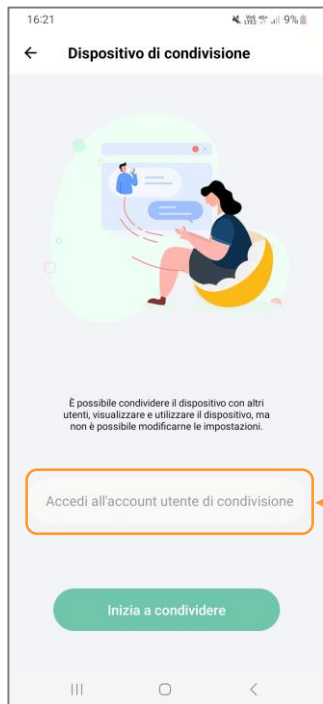 16:21 9%
Dispositivo di condivisione
È possibile condividere il dispositivo con altri
utenti, visualizzare e utilizzare il dispositivo, ma
non è possibile modificarne le impostazioni.
Accedi all'account utente di condivisione
Inizia a condividere